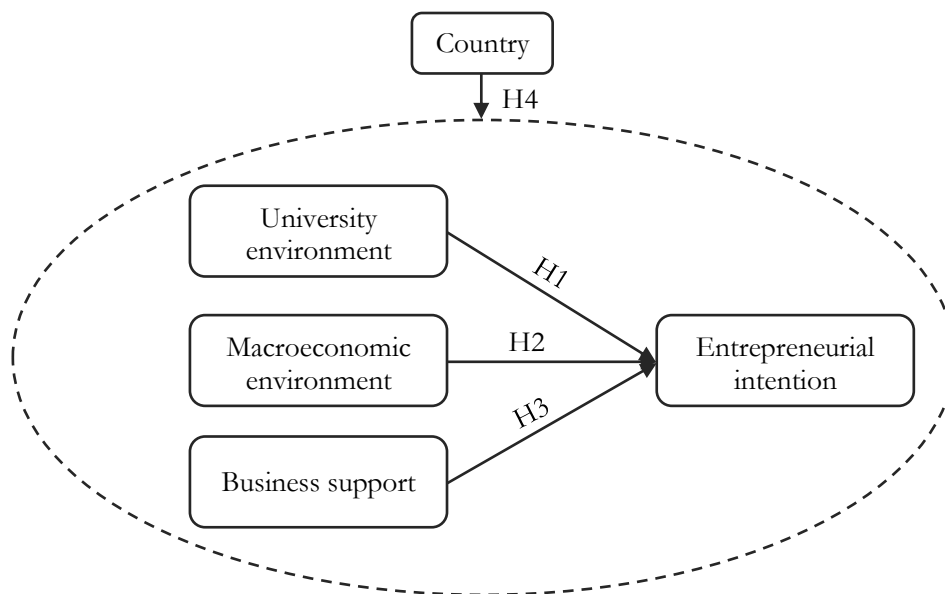 Country
H4
University
environment
H1
Macroeconomic
environment
H2
Entrepreneurial
intention
H3
Business support